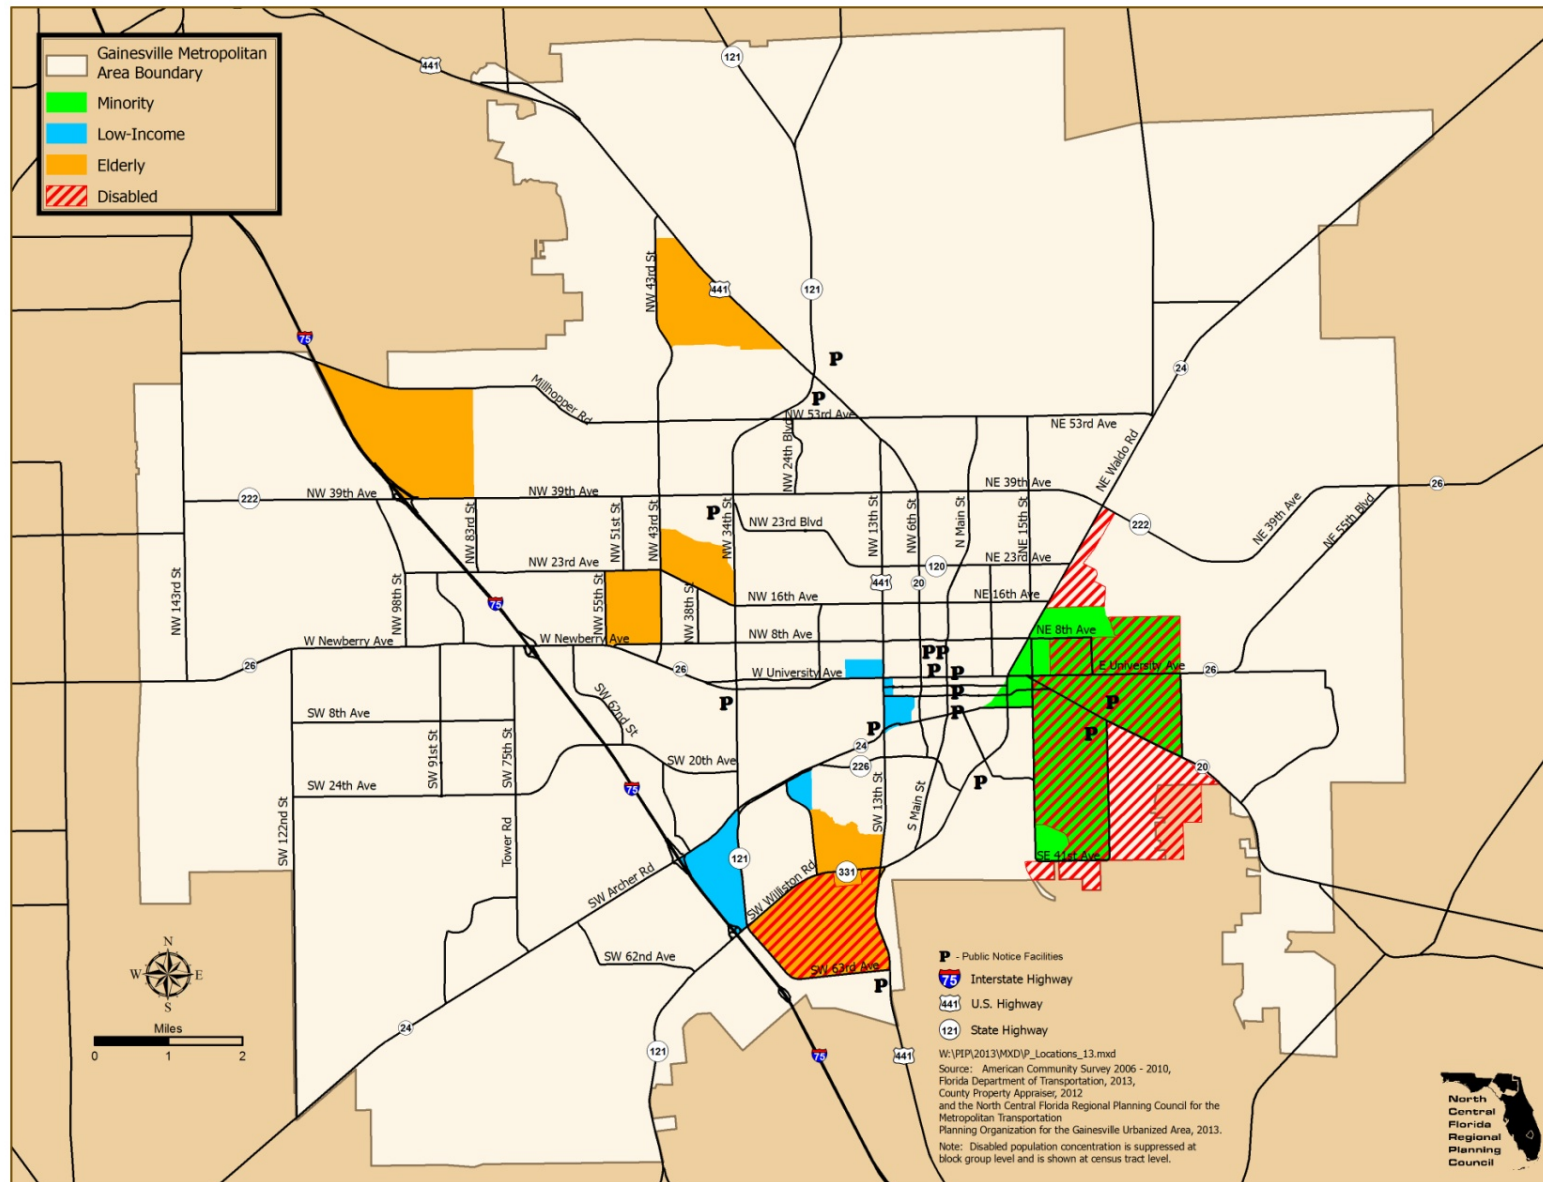 Gainesville Metropolitan
Area Boundary
Minority
Low-Income
Elderly
Disabled
441
121
NW 43rd St
441
121
75
24
Millhopper Rd
NW 53rd Ave
NE 53rd Ave
NW 24th Blvd
NE Waldo Rd
P
P
222
NW 39th Ave
NW 39th Ave
NE 39th Ave
26
NW 83rd St
NW 51st St
NW 43rd St
P
NW 34th St
NW 23rd Blvd
NW 13th St
NW 6th St
N Main St
NE 15th St
222
NE 39th Ave
NE 55th Blvd
NW 143rd St
NW 98th St
NW 23rd Ave
NE 23rd Ave
120
441
20
75
NW 55th St
NW 38th St
NW 16th Ave
NE 16th Ave
W Newberry Ave
W Newberry Ave
NW 8th Ave
NE 8th Ave
26
26
W University Ave
E University Ave
26
P P
P
P
P
P
P
P
P
P
SW 62nd St
SW 8th Ave
SW 91st St
SW 75th St
SW 20th Ave
24
226
20
SW 24th Ave
75
P
SW 122nd St
Tower Rd
SW 13th St
S Main St
121
SW Archer Rd
SW Williston Rd
331
SE 41st Ave
SW 62nd Ave
SW 63rd Ave
P
N
W
E
S
Miles
0
1
2
24
121
75
441
P - Public Notice Facilities
75 Interstate Highway
441 U.S. Highway
121 State Highway
W:\PIP\2013\MXD\P_Locations_13.mxd
Source: American Community Survey 2006 - 2010,
Florida Department of Transportation, 2013,
County Property Appraiser, 2012
and the North Central Florida Regional Planning Council for the
Metropolitan Transportation
Planning Organization for the Gainesville Urbanized Area, 2013.
Note: Disabled population concentration is suppressed at
block group level and is shown at census tract level.
North
Central
Florida
Regional
Planning
Council